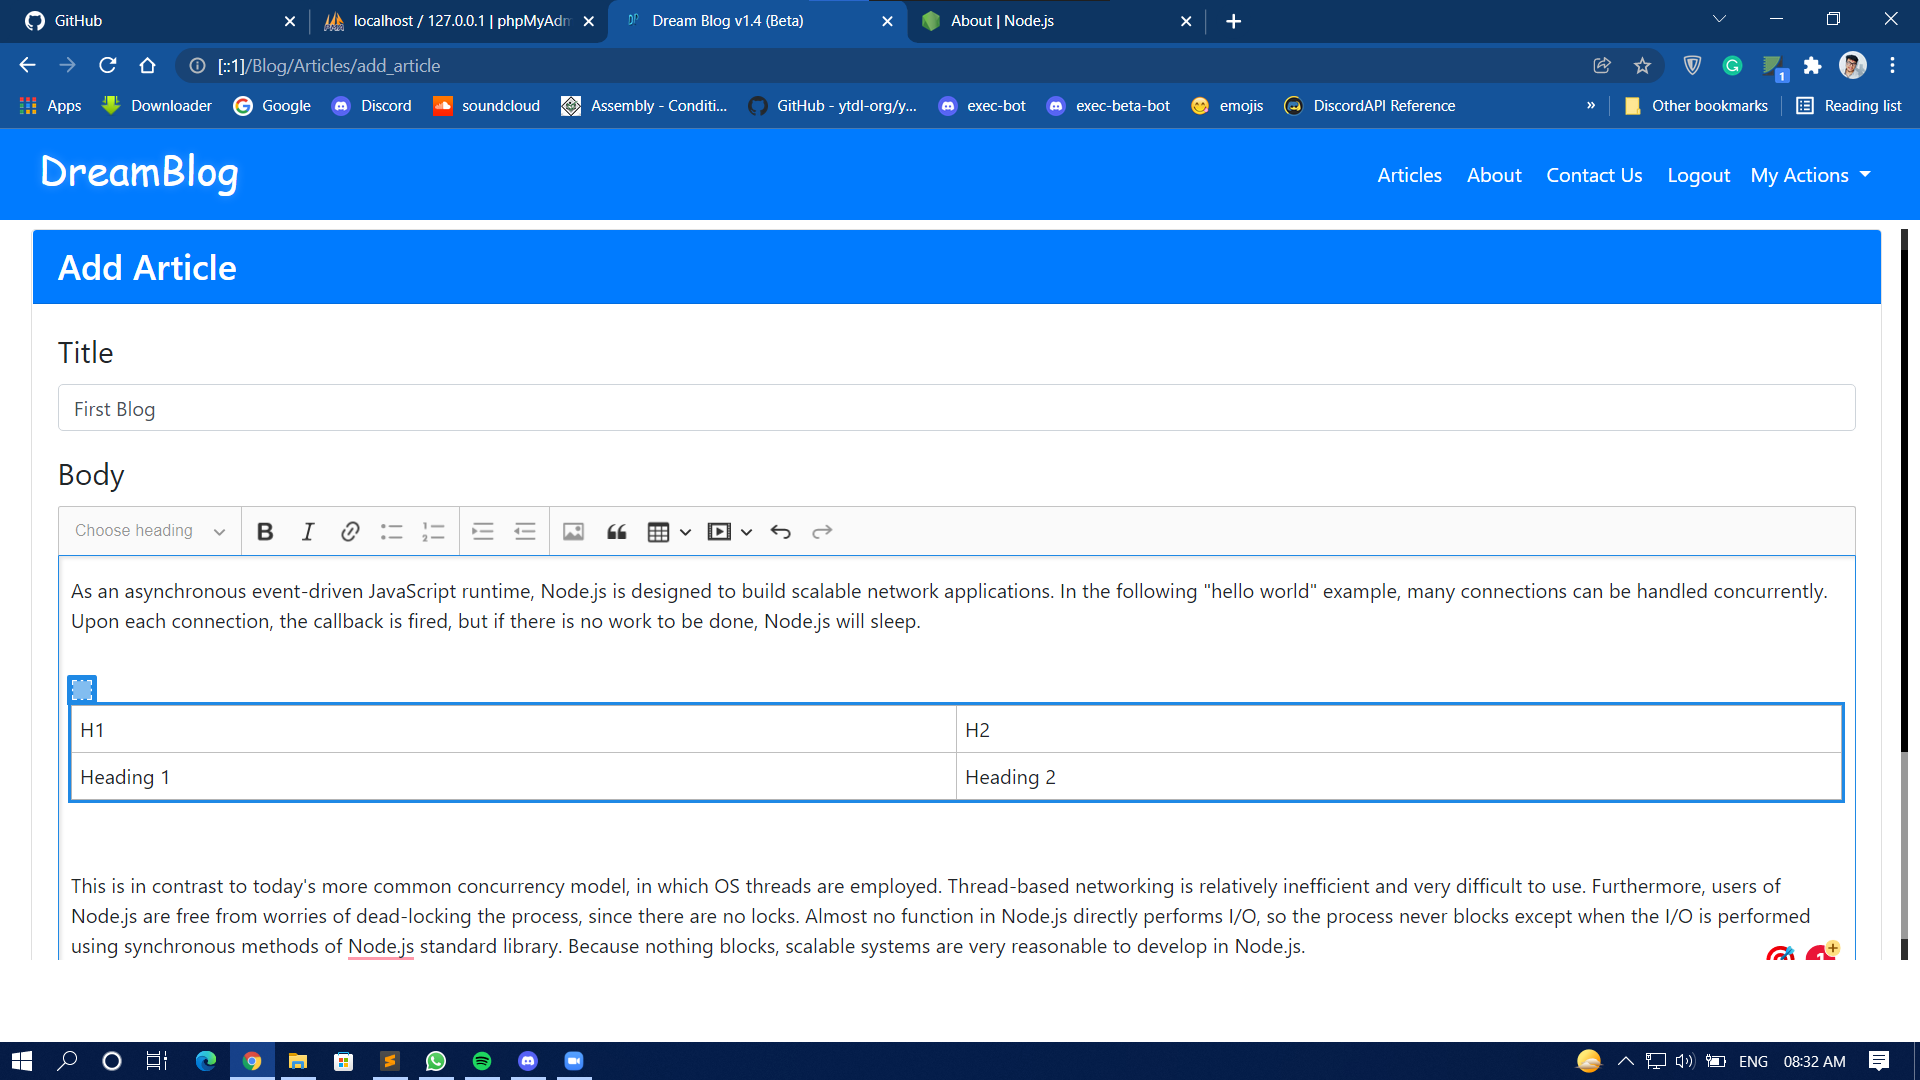 GitHub
localhost / 127.0.0.1 | phpMyAdm
Dream Blog v1.4 (Beta)
About | Node.js
[::1]/Blog/Articles/add_article
1
Apps
Downloader
Google
Discord
soundcloud
Assembly - Conditi...
GitHub - ytdl-org/y...
exec-bot
exec-beta-bot
emojis
DiscordAPI Reference
»
Other bookmarks
Reading list
DreamBlog
Articles
About
Contact Us
Logout
My Actions
Add Article
Title
First Blog
Body
Choose heading
As an asynchronous event-driven JavaScript runtime, Node.js is designed to build scalable network applications. In the following "hello world" example, many connections can be handled concurrently.
Upon each connection, the callback is fired, but if there is no work to be done, Node.js will sleep.
H1 H2
Heading 1 Heading 2
This is in contrast to today's more common concurrency model, in which OS threads are employed. Thread-based networking is relatively inefficient and very difficult to use. Furthermore, users of
Node.js are free from worries of dead-locking the process, since there are no locks. Almost no function in Node.js directly performs I/O, so the process never blocks except when the I/O is performed
using synchronous methods of Node.js standard library. Because nothing blocks, scalable systems are very reasonable to develop in Node.js.
ENG
08:32 AM